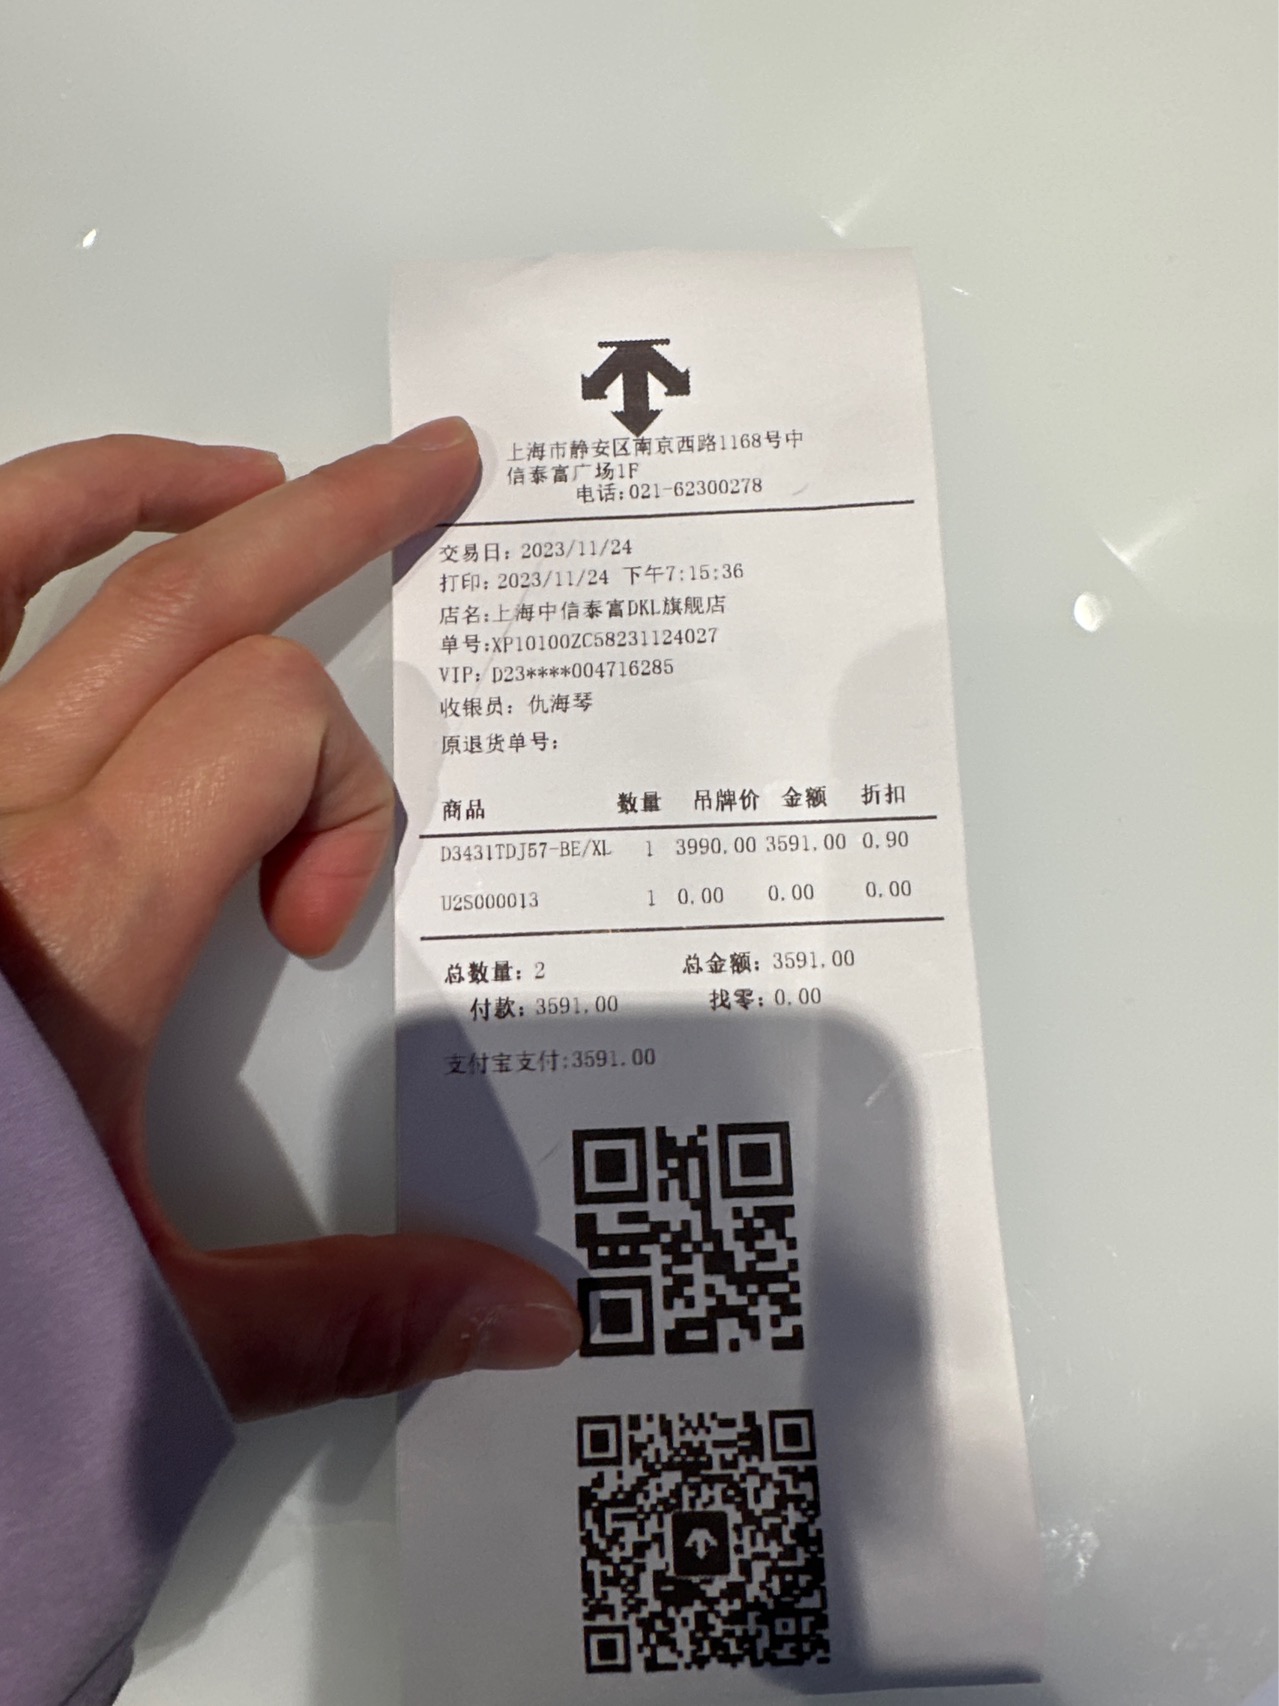 上海市静安区南京西路1168号中
信泰富广场1F
电话:021-62300278
交易日: 2023/11/24
打印: 2023/11/24 下午7:15:36
店名:上海中信泰富DKL旗舰店
单号:XP10100ZC58231124027
VIP: D23****004716285
收银员: 仇海琴
原退货单号:
商品 数量 吊牌价 金额 折扣
D3431TDJ57-BE/XL 1 3990.00 3591.00 0.90
U2S000013 1 0.00 0.00 0.00
总数量: 2 总金额: 3591.00
付款: 3591.00 找零: 0.00
支付宝支付:3591.00